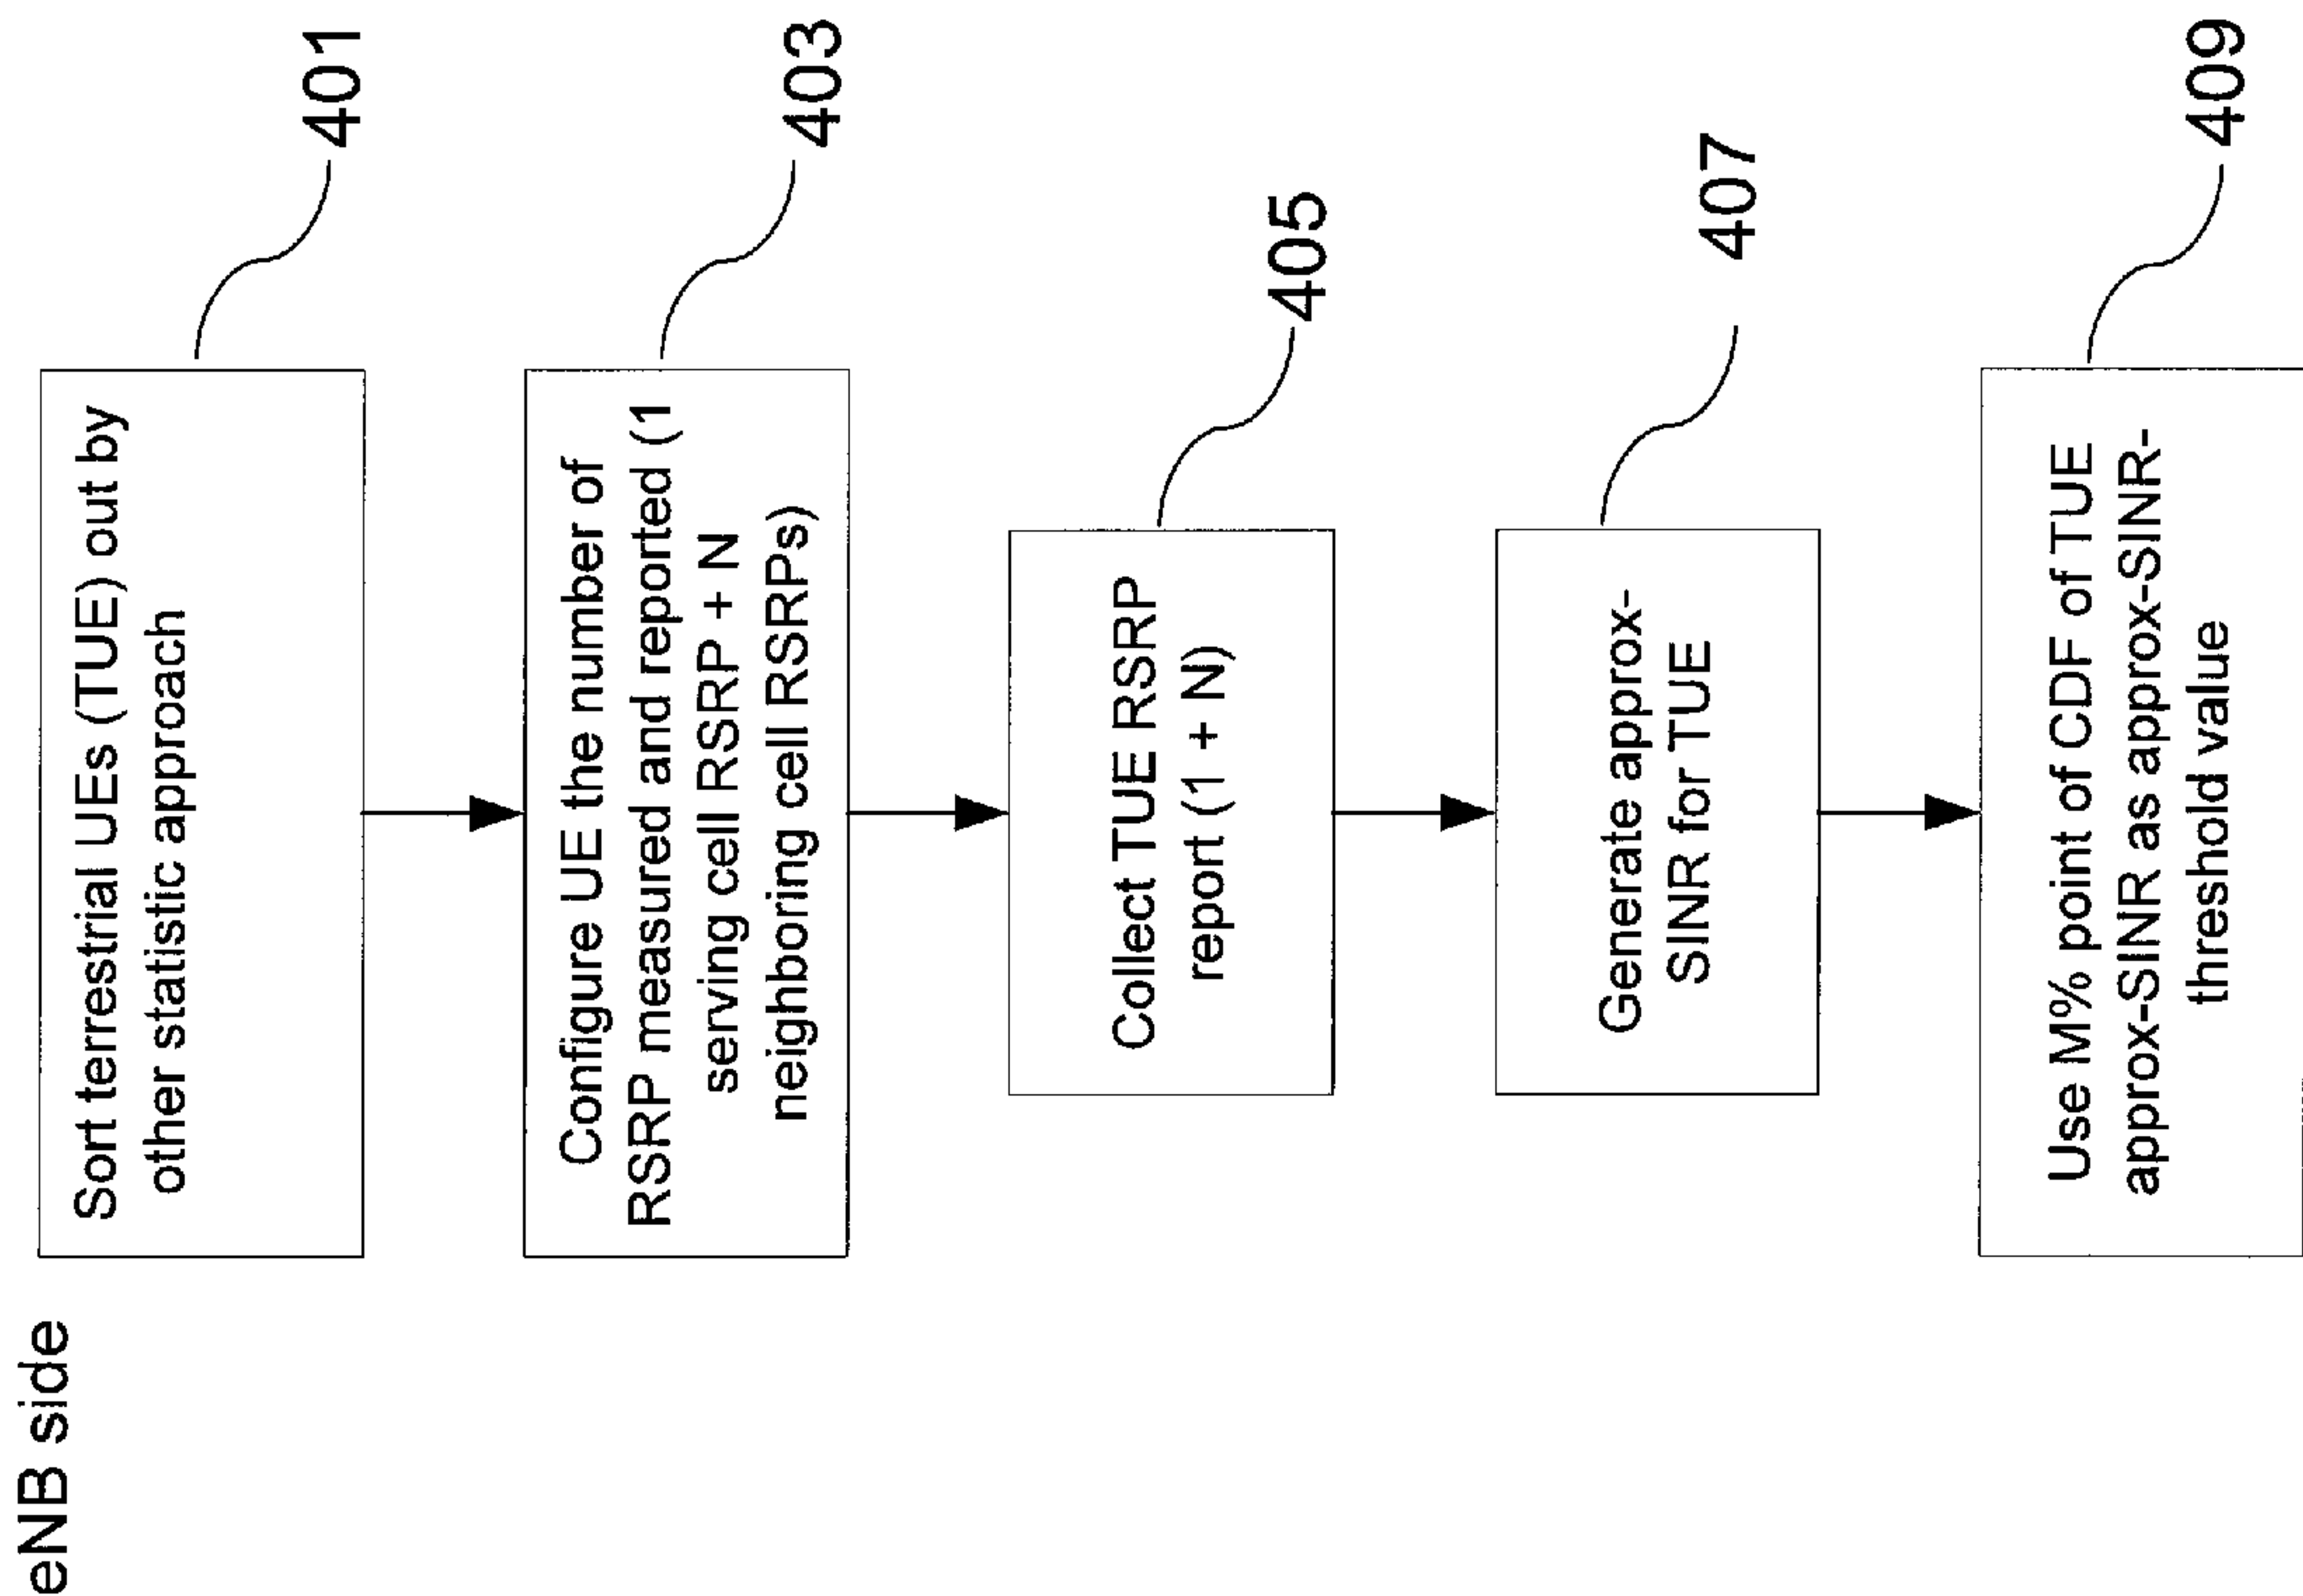 eNB side
Sort terrestrial UEs (TUE) out by
other statistic approach
401
Configure UE the number of
RSRP measured and reported (1
serving cell RSRP + N
neighboring cell RSRPs)
403
Collect TUE RSRP
report (1 + N)
405
Generate approx-
SINR for TUE
407
Use M% point of CDF of TUE
approx-SINR as approx-SINR-
threshold value
409